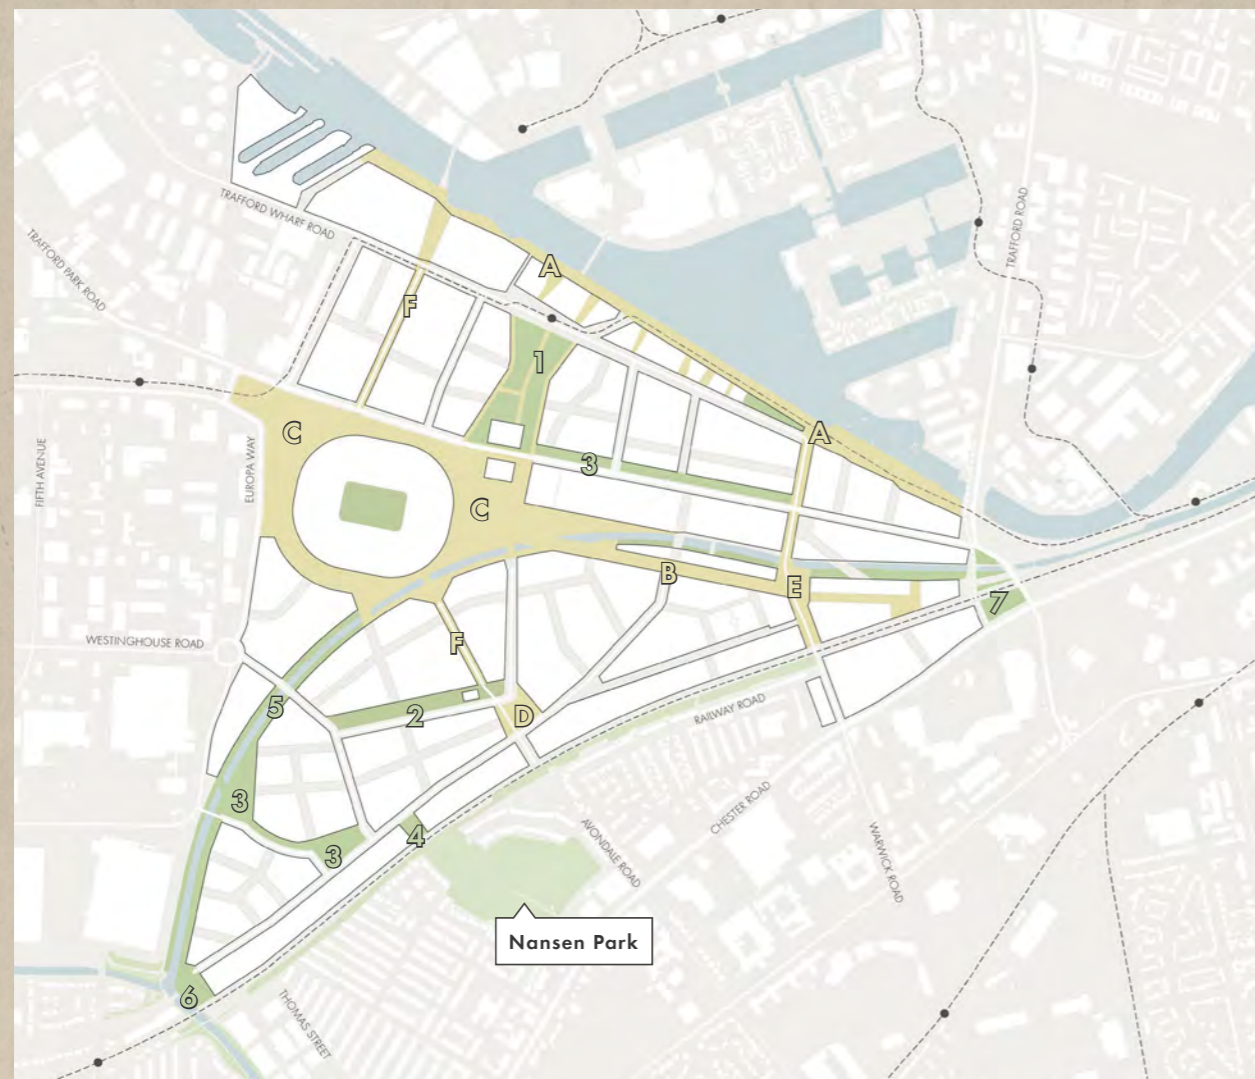 TRAFFORD WHARF ROAD
TRAFFORD ROAD
TRAFFORD PARK ROAD
A
F
1
C
A
FIFTH AVENUE
EUROPA WAY
3
C
B
E
7
WESTINGHOUSE ROAD
F
5
2
D
RAILWAY ROAD
3
CHESTER ROAD
4
3
AVONDALE ROAD
WARWICK ROAD
Nansen Park
6
THOMAS STREET